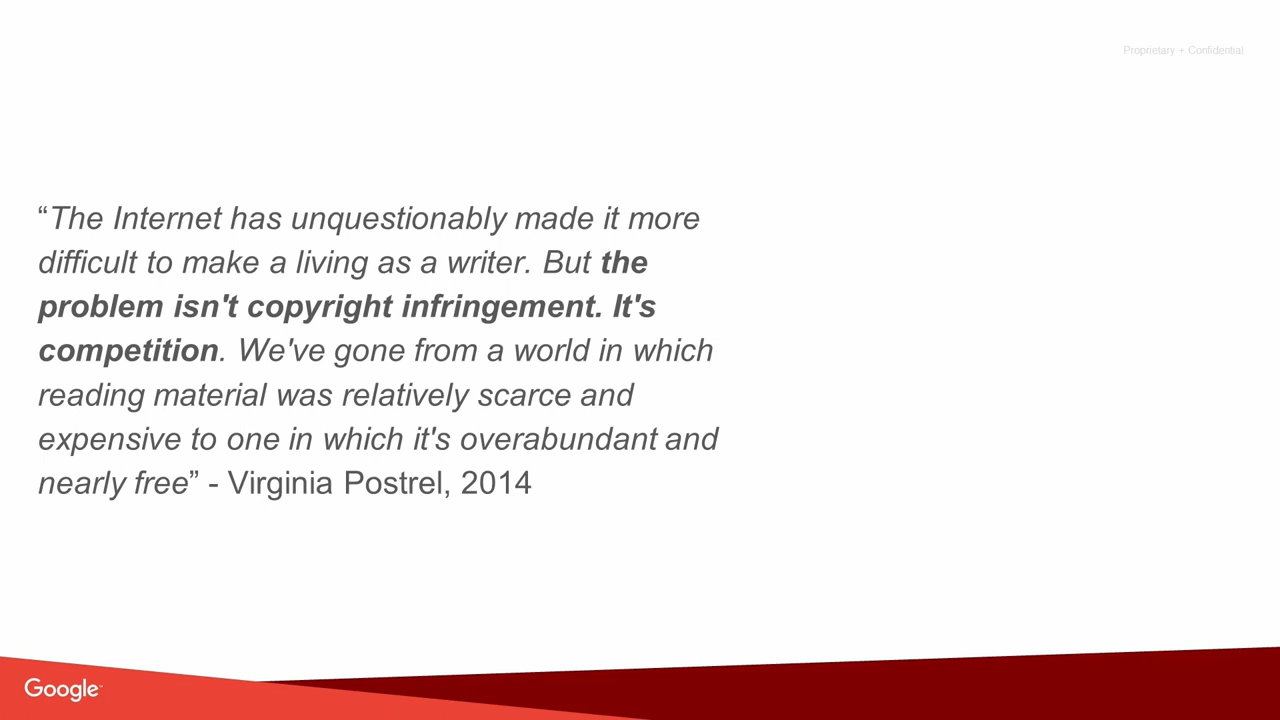 Proprietary + Confidential
“The Internet has unquestionably made it more
difficult to make a living as a writer. But the
problem isn't copyright infringement. It's
competition. We've gone from a world in which
reading material was relatively scarce and
expensive to one in which it's overabundant and
nearly free” - Virginia Postrel, 2014
Google